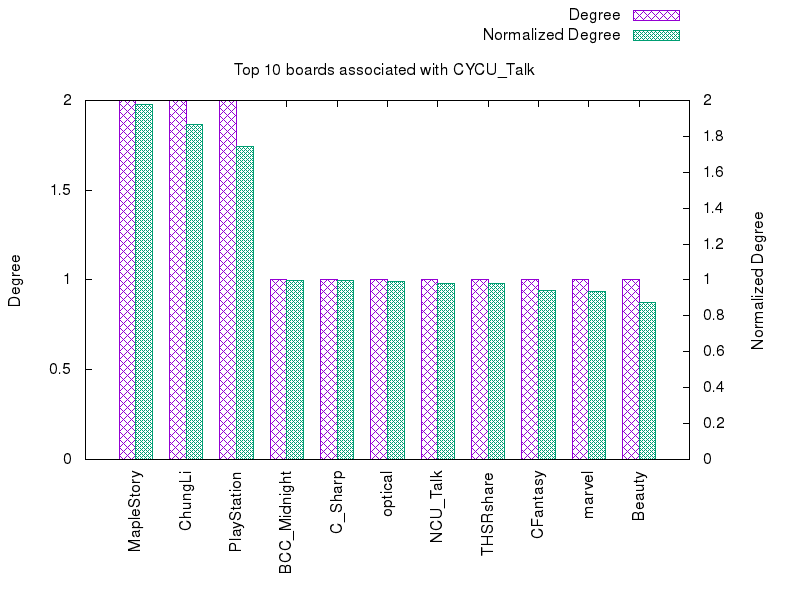 Degree
Normalized Degree
Top 10 boards associated with CYCU_Talk
2
1.5
1
0.5
0
Degree
2
1.8
1.6
1.4
1.2
1
0.8
0.6
0.4
0.2
0
Normalized Degree
MapleStory
ChungLi
PlayStation
BCC_Midnight
C_Sharp
optical
NCU_Talk
THSRshare
CFantasy
marvel
Beauty